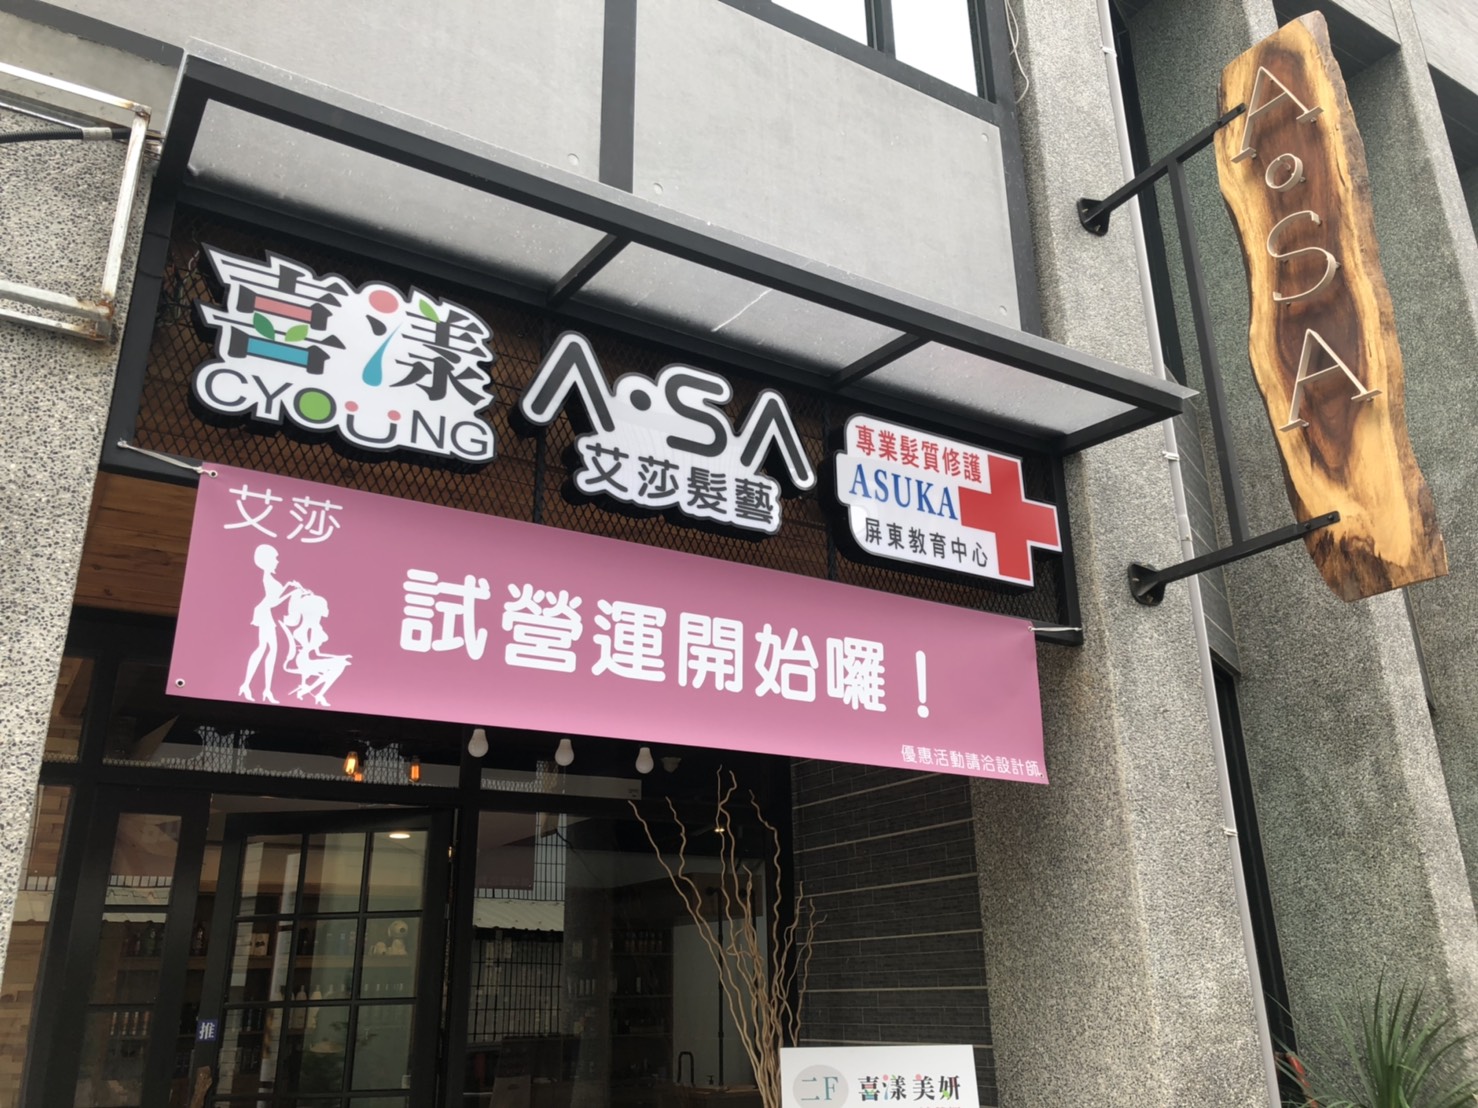 喜漾
CYOUNG
A·SA
艾莎髮藝
專業髮質修護
ASUKA
屏東教育中心
A·SA
艾莎
試營運開始囉！
優惠活動請洽設計師
推
二F 喜漾美妍